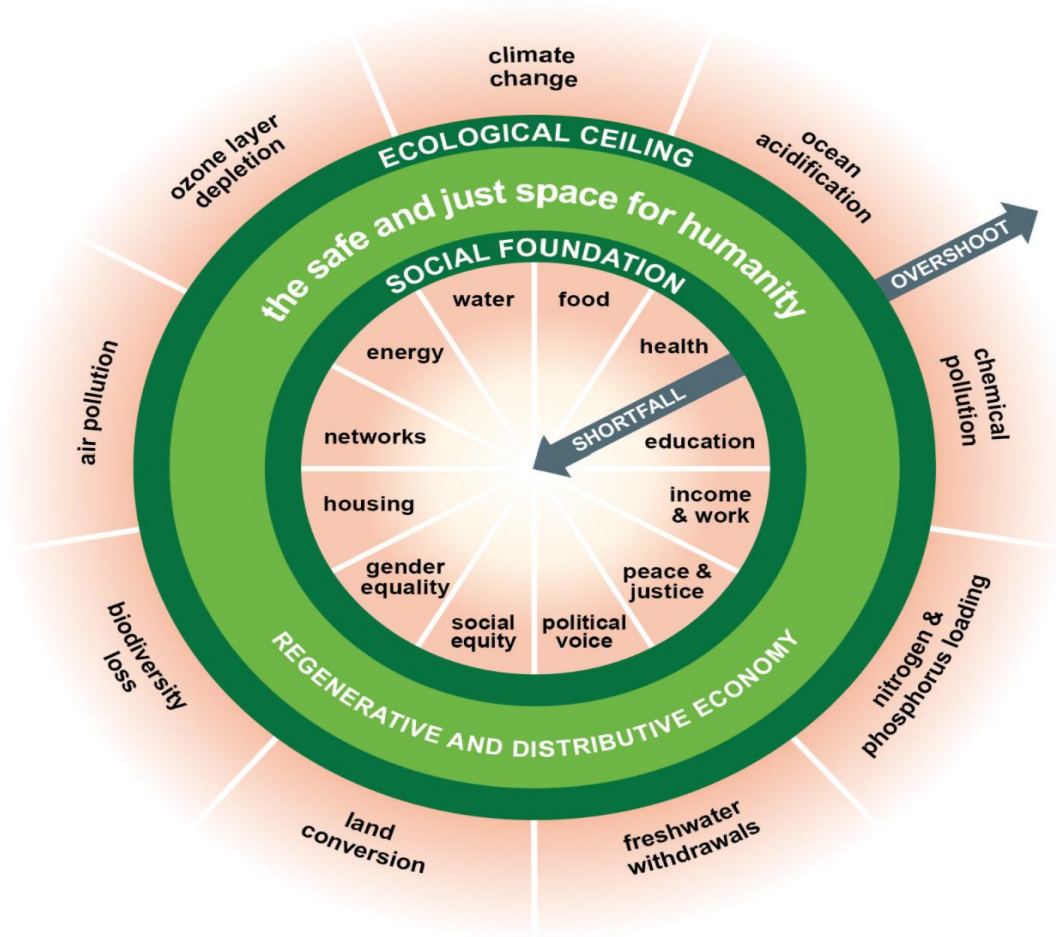 climate
change
ocean
acidification
OVERSHOOT
chemical
pollution
nitrogen &
phosphorus loading
freshwater
withdrawals
land
conversion
biodiversity
loss
air pollution
ozone layer
depletion
ECOLOGICAL CEILING
the safe and just space for humanity
SOCIAL FOUNDATION
water
food
health
SHORTFALL
education
income
& work
peace &
justice
political
voice
social
equity
gender
equality
housing
networks
energy
REGENERATIVE AND DISTRIBUTIVE ECONOMY